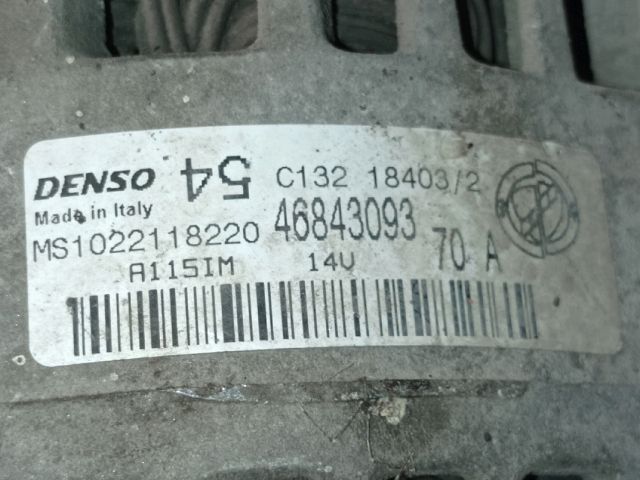 DENSO 54 C132 18403/2
Made in Italy
MS1022118220 46843093 70 A
A115IM 14V